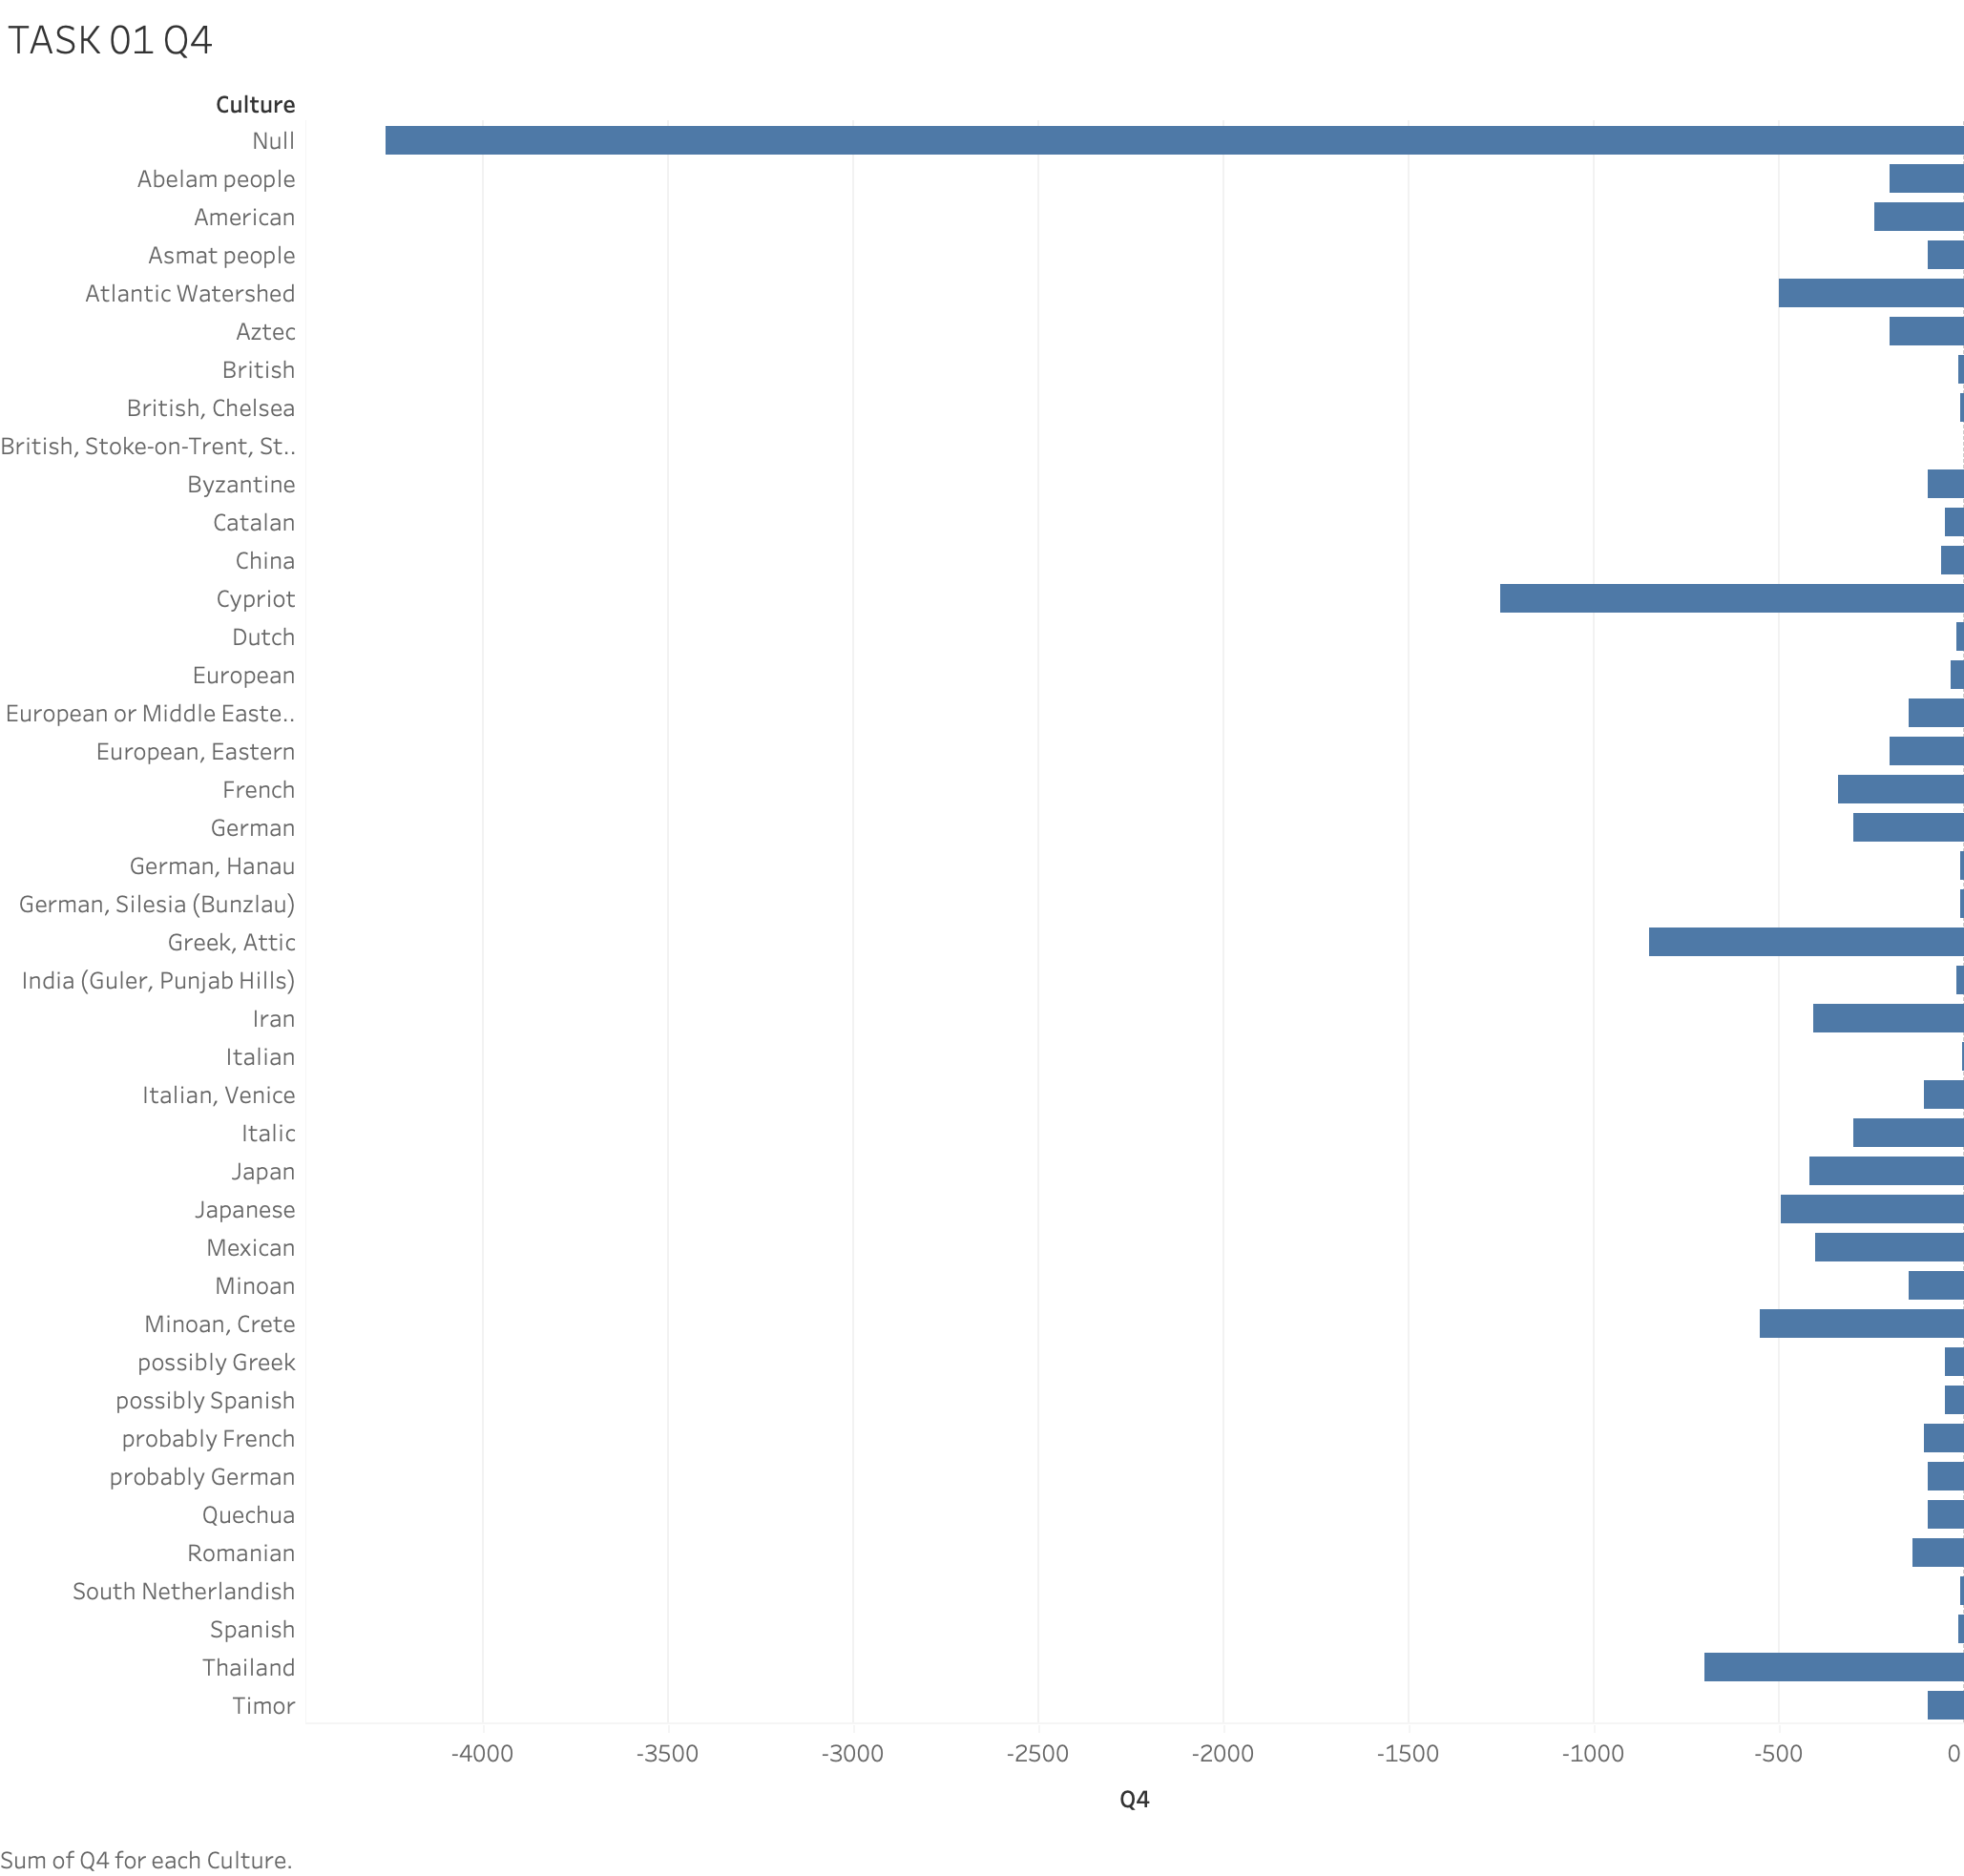 TASK 01 Q4
Culture
Null
Abelam people
American
Asmat people
Atlantic Watershed
Aztec
British
British, Chelsea
British, Stoke-on-Trent, St..
Byzantine
Catalan
China
Cypriot
Dutch
European
European or Middle Easte..
European, Eastern
French
German
German, Hanau
German, Silesia (Bunzlau)
Greek, Attic
India (Guler, Punjab Hills)
Iran
Italian
Italian, Venice
Italic
Japan
Japanese
Mexican
Minoan
Minoan, Crete
possibly Greek
possibly Spanish
probably French
probably German
Quechua
Romanian
South Netherlandish
Spanish
Thailand
Timor
-4000 -3500 -3000 -2500 -2000 -1500 -1000 -500 0
Q4
Sum of Q4 for each Culture.